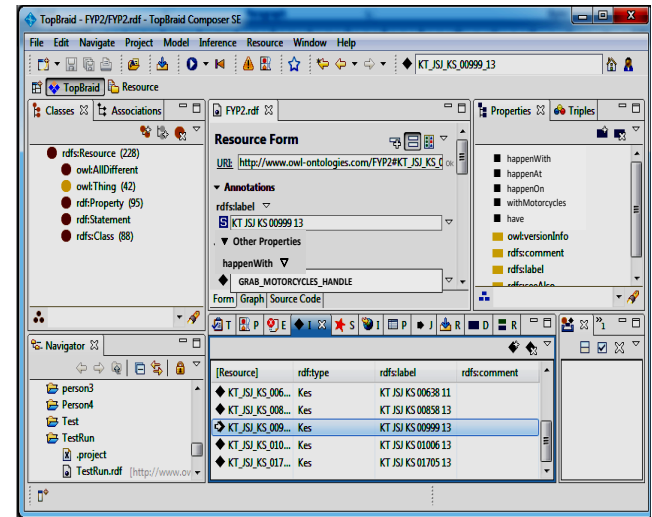 TopBraid - FYP2/FYP2.rdf - TopBraid Composer SE
File Edit Navigate Project Model Inference Resource Window Help
KT_JSJ_KS_00999_13
TopBraid Resource
Classes Associations
rdfs:Resource (228)
owl:AllDifferent
owl:Thing (42)
rdf:Property (95)
rdf:Statement
rdfs:Class (88)
FYP2.rdf
Resource Form
URI: http://www.owl-ontologies.com/FYP2#KT_JSJ_KS_0 Ok
Annotations
rdfs:label
S KT JSJ KS 00999 13
Other Properties
happenWith
GRAB_MOTORCYCLES_HANDLE
Form Graph Source Code
Properties Triples
happenWith
happenAt
happenOn
withMotorcycles
have
owl:versionInfo
rdfs:comment
rdfs:label
rdfs:seeAlso
Navigator
person3
Person4
Test
TestRun
.project
TestRun.rdf [http://www.ov
T P E I S I P J R D R
[Resource] rdf:type rdfs:label rdfs:comment
KT_JSJ_KS_006... Kes KT JSJ KS 00638 11
KT_JSJ_KS_008... Kes KT JSJ KS 00858 13
KT_JSJ_KS_009... Kes KT JSJ KS 00999 13
KT_JSJ_KS_010... Kes KT JSJ KS 01006 13
KT_JSJ_KS_017... Kes KT JSJ KS 01705 13
»1